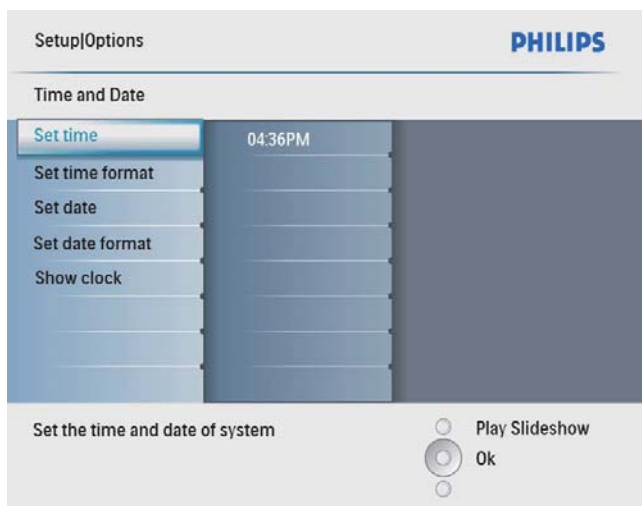 Setup|Options
PHILIPS
Time and Date
Set time
04:36PM
Set time format
Set date
Set date format
Show clock
Set the time and date of system
Play Slideshow
Ok